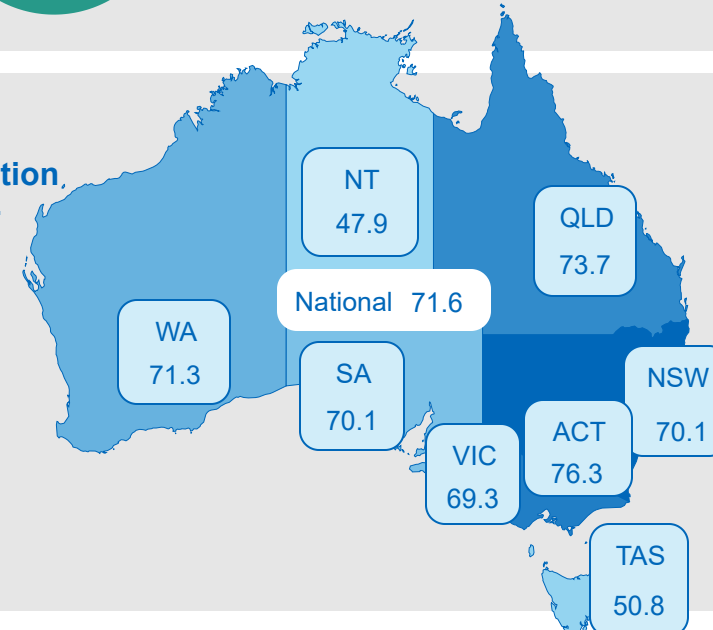 tion,
NT
47.9
QLD
73.7
National 71.6
WA
71.3
SA
70.1
NSW
70.1
ACT
76.3
VIC
69.3
TAS
50.8